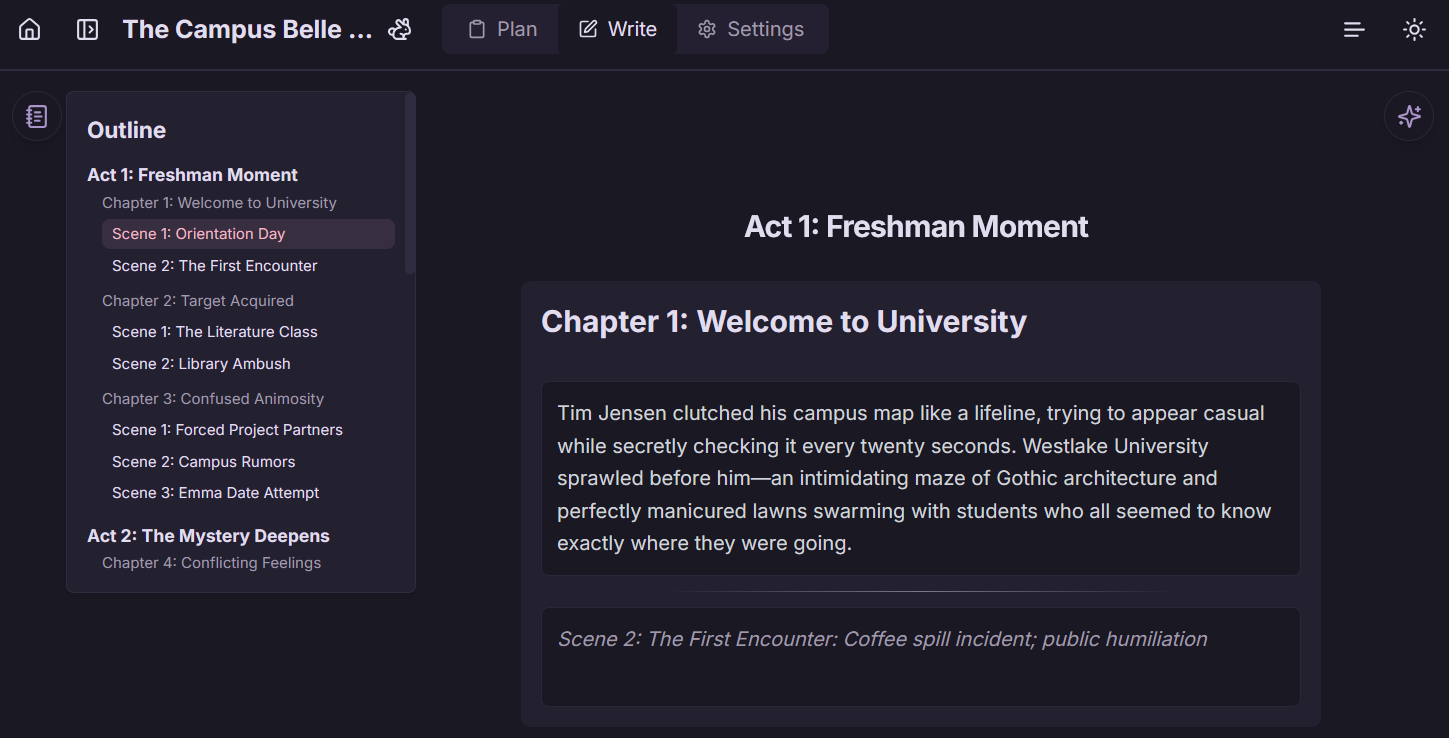 The Campus Belle ...
Plan
Write
Settings
Outline
Act 1: Freshman Moment
Chapter 1: Welcome to University
Scene 1: Orientation Day
Scene 2: The First Encounter
Chapter 2: Target Acquired
Scene 1: The Literature Class
Scene 2: Library Ambush
Chapter 3: Confused Animosity
Scene 1: Forced Project Partners
Scene 2: Campus Rumors
Scene 3: Emma Date Attempt
Act 2: The Mystery Deepens
Chapter 4: Conflicting Feelings
Act 1: Freshman Moment
Chapter 1: Welcome to University
Tim Jensen clutched his campus map like a lifeline, trying to appear casual
while secretly checking it every twenty seconds. Westlake University
sprawled before him—an intimidating maze of Gothic architecture and
perfectly manicured lawns swarming with students who all seemed to know
exactly where they were going.
Scene 2: The First Encounter: Coffee spill incident; public humiliation